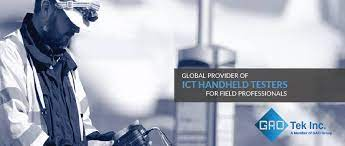 GLOBAL PROVIDER OF
ICT HANDHELD TESTERS
FOR FIELD PROFESSIONALS
GAO Tek Inc.
A Member of GAO Group